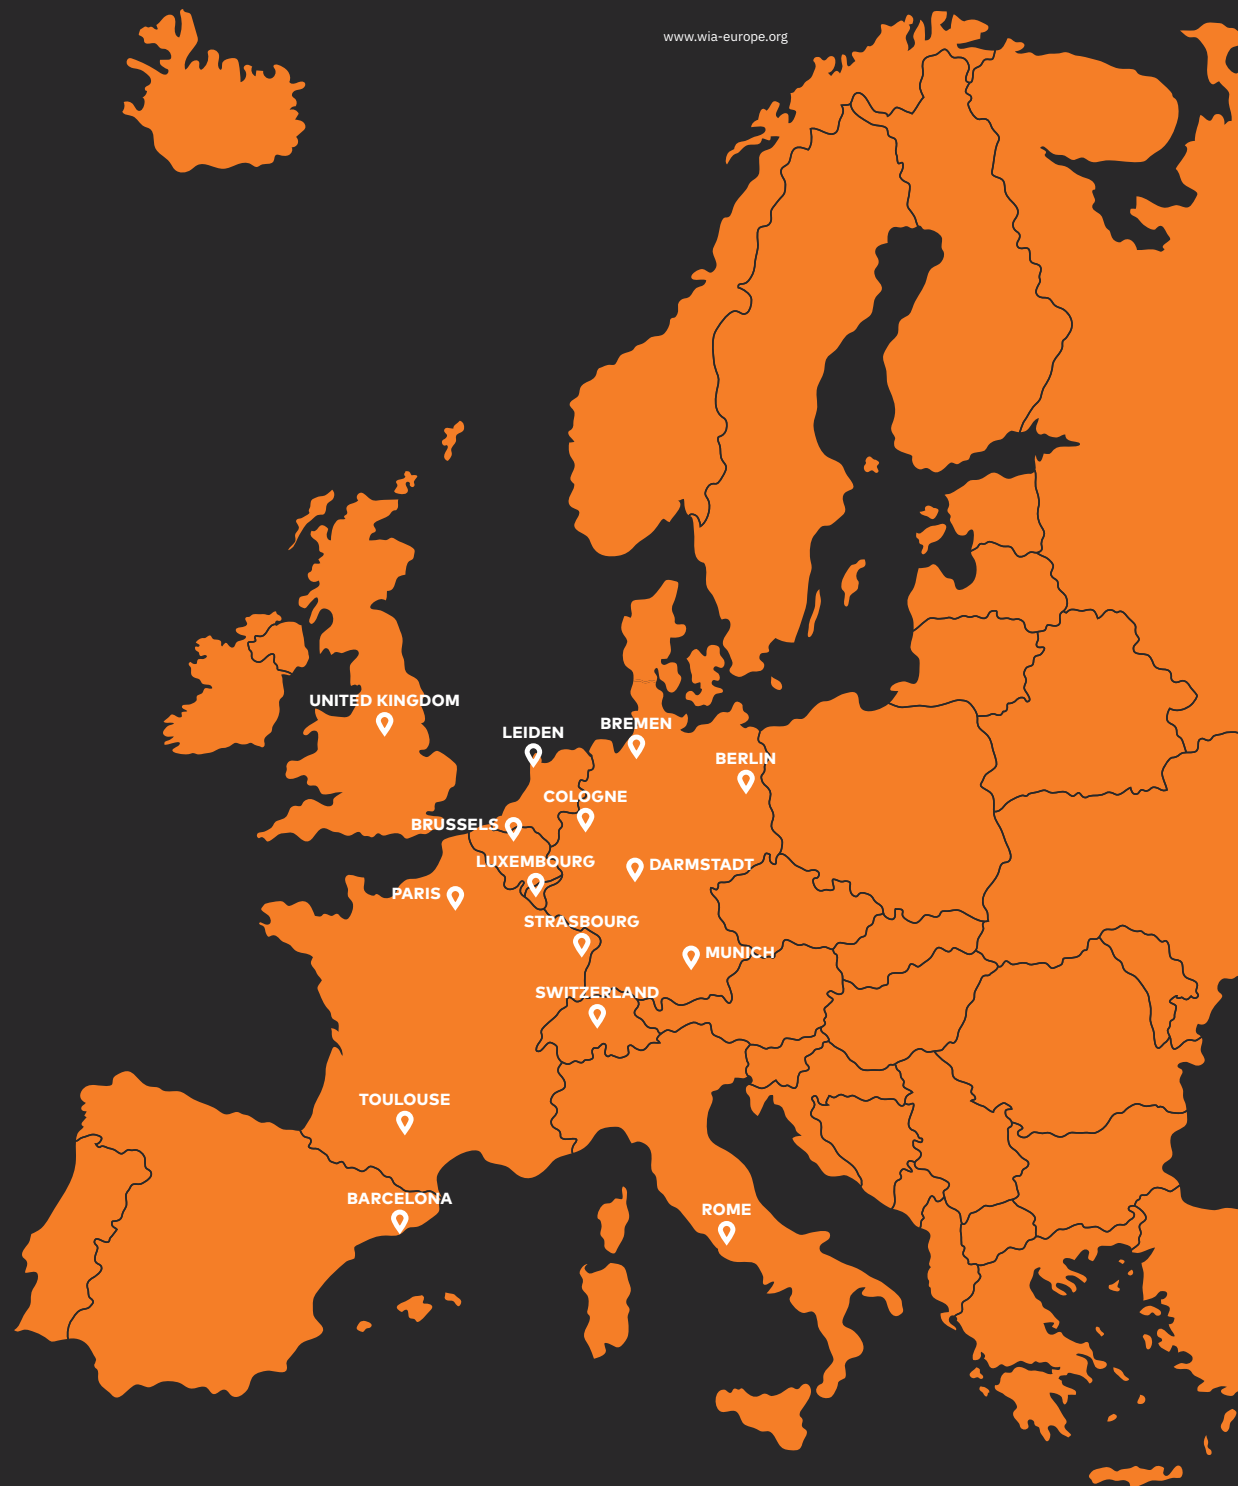 www.wia-europe.org
UNITED KINGDOM
LEIDEN
BREMEN
BERLIN
COLOGNE
BRUSSELS
LUXEMBOURG
DARMSTADT
PARIS
STRASBOURG
MUNICH
SWITZERLAND
TOULOUSE
BARCELONA
ROME